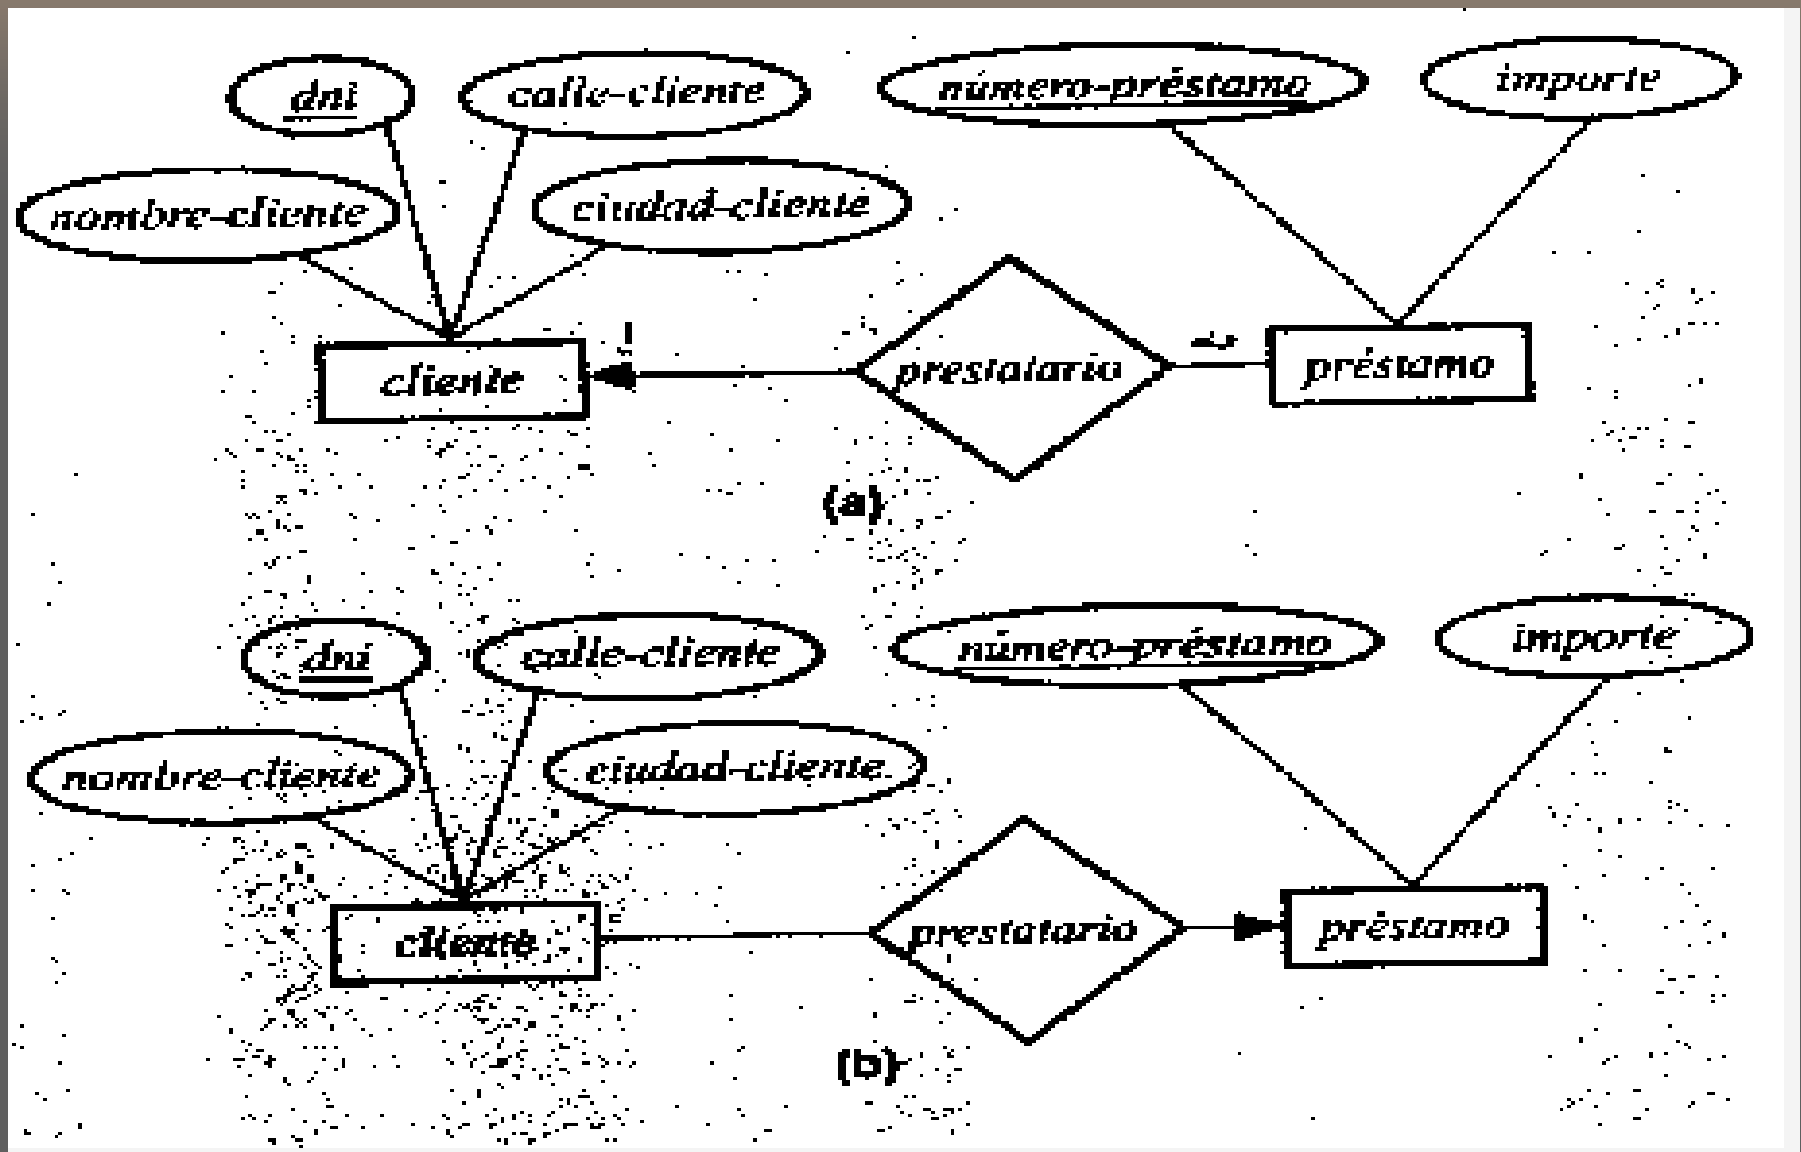 dni
calle-cliente
número-préstamo
importe
nombre-cliente
ciudad-cliente
cliente
prestatario
préstamo
(a)
dni
calle-cliente
número-préstamo
importe
nombre-cliente
ciudad-cliente
cliente
prestatario
préstamo
(b)